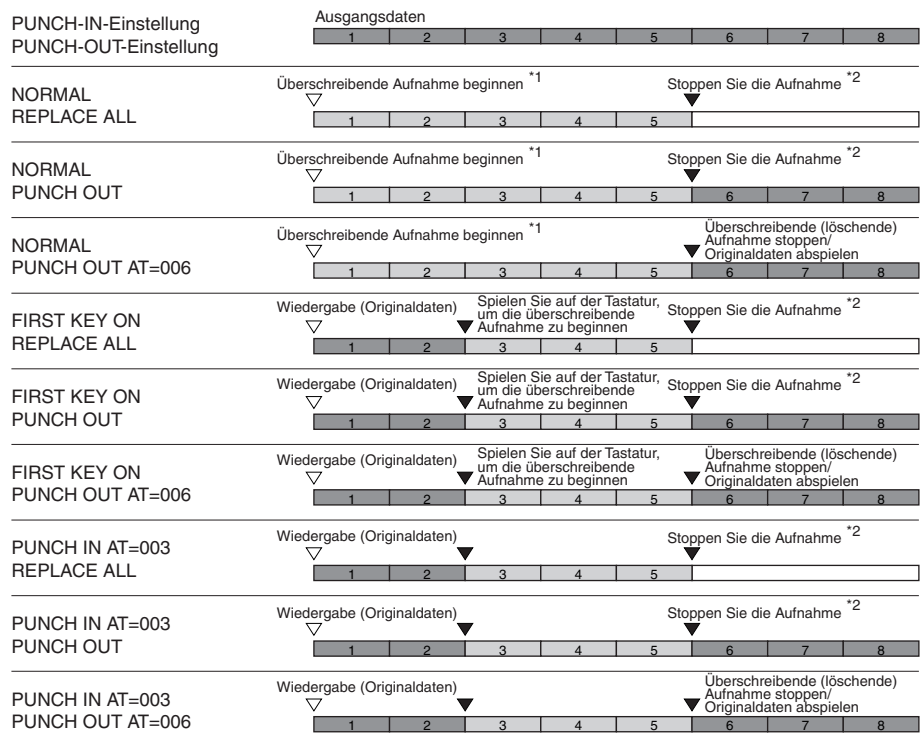 PUNCH-IN-Einstellung
PUNCH-OUT-Einstellung
Ausgangsdaten
1 2 3 4 5 6 7 8
NORMAL
REPLACE ALL
Überschreibende Aufnahme beginnen *1
Stoppen Sie die Aufnahme *2
1 2 3 4 5
NORMAL
PUNCH OUT
Überschreibende Aufnahme beginnen *1
Stoppen Sie die Aufnahme *2
1 2 3 4 5 6 7 8
NORMAL
PUNCH OUT AT=006
Überschreibende Aufnahme beginnen *1
Überschreibende (löschende)
Aufnahme stoppen/
Originaldaten abspielen
1 2 3 4 5 6 7 8
FIRST KEY ON
REPLACE ALL
Wiedergabe (Originaldaten)
Spielen Sie auf der Tastatur,
um die überschreibende
Aufnahme zu beginnen
Stoppen Sie die Aufnahme *2
1 2 3 4 5
FIRST KEY ON
PUNCH OUT
Wiedergabe (Originaldaten)
Spielen Sie auf der Tastatur,
um die überschreibende
Aufnahme zu beginnen
Stoppen Sie die Aufnahme *2
1 2 3 4 5 6 7 8
FIRST KEY ON
PUNCH OUT AT=006
Wiedergabe (Originaldaten)
Spielen Sie auf der Tastatur,
um die überschreibende
Aufnahme zu beginnen
Überschreibende (löschende)
Aufnahme stoppen/
Originaldaten abspielen
1 2 3 4 5 6 7 8
PUNCH IN AT=003
REPLACE ALL
Wiedergabe (Originaldaten)
Stoppen Sie die Aufnahme *2
1 2 3 4 5
PUNCH IN AT=003
PUNCH OUT
Wiedergabe (Originaldaten)
Stoppen Sie die Aufnahme *2
1 2 3 4 5 6 7 8
PUNCH IN AT=003
PUNCH OUT AT=006
Wiedergabe (Originaldaten)
Überschreibende (löschende)
Aufnahme stoppen/
Originaldaten abspielen
1 2 3 4 5 6 7 8